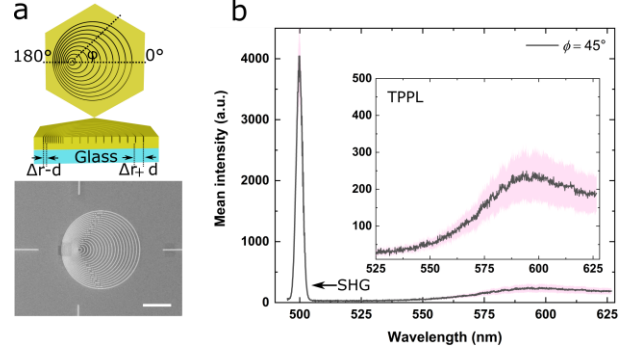 a
180°
φ
0°
Glass
Δr-d
Δr+d
b
Mean intensity (a.u.)
4000
3000
2000
1000
0
ϕ = 45°
TPPL
500
400
300
200
100
525 550 575 600 625
SHG
500 525 550 575 600 625
Wavelength (nm)